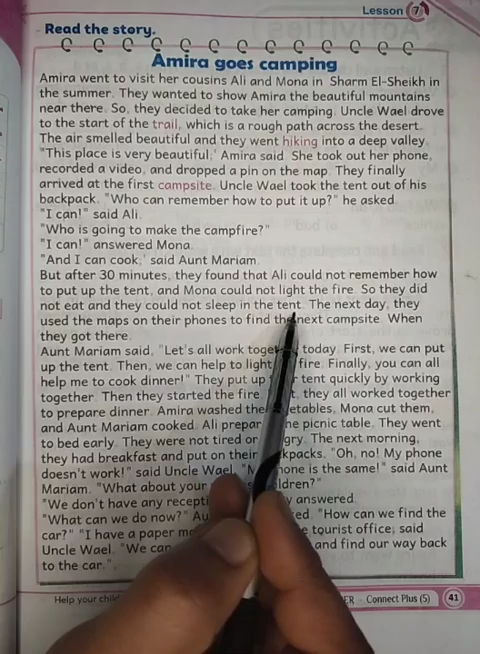 Lesson 7
Read the story.
Amira goes camping
Amira went to visit her cousins Ali and Mona in Sharm El-Sheikh in
the summer. They wanted to show Amira the beautiful mountains
near there. So, they decided to take her camping. Uncle Wael drove
to the start of the trail, which is a rough path across the desert.
The air smelled beautiful and they went hiking into a deep valley.
"This place is very beautiful,' Amira said. She took out her phone,
recorded a video, and dropped a pin on the map. They finally
arrived at the first campsite. Uncle Wael took the tent out of his
backpack. "Who can remember how to put it up?" he asked.
"I can!" said Ali.
"Who is going to make the campfire?"
"I can!" answered Mona.
"And I can cook,' said Aunt Mariam.
But after 30 minutes, they found that Ali could not remember how
to put up the tent, and Mona could not light the fire. So they did
not eat and they could not sleep in the tent. The next day, they
used the maps on their phones to find the next campsite. When
they got there.
Aunt Mariam said, "Let's all work together today. First, we can put
up the tent. Then, we can help to light fire. Finally, you can all
help me to cook dinner!" They put up tent quickly by working
together. Then they started the fire. they all worked together
to prepare dinner. Amira washed the Mona cut them,
and Aunt Mariam cooked. Ali the picnic table. They went
to bed early. They were not tired or The next morning,
they had breakfast and put on their "Oh, no! My phone
doesn't work!" said Uncle Wael. is the same!" said Aunt
Mariam. "What about your
"We don't have any answered.
"What can we do now?" "How can we find the
car?" "I have a paper tourist office,' said
Uncle Wael. "We can and find our way back
to the car."
Help your Connect Plus (5) 41